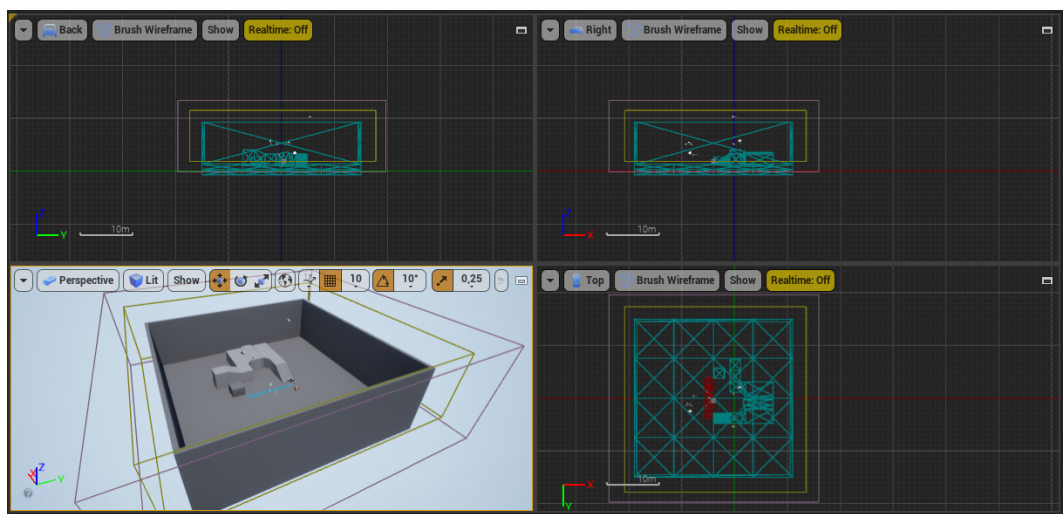 Back Brush Wireframe Show Realtime: Off
Right Brush Wireframe Show Realtime: Off
Z
Y
10m
Z
X
10m
Perspective Lit Show 10 10° 0,25
Top Brush Wireframe Show Realtime: Off
X Z Y
?
X
Y
10m